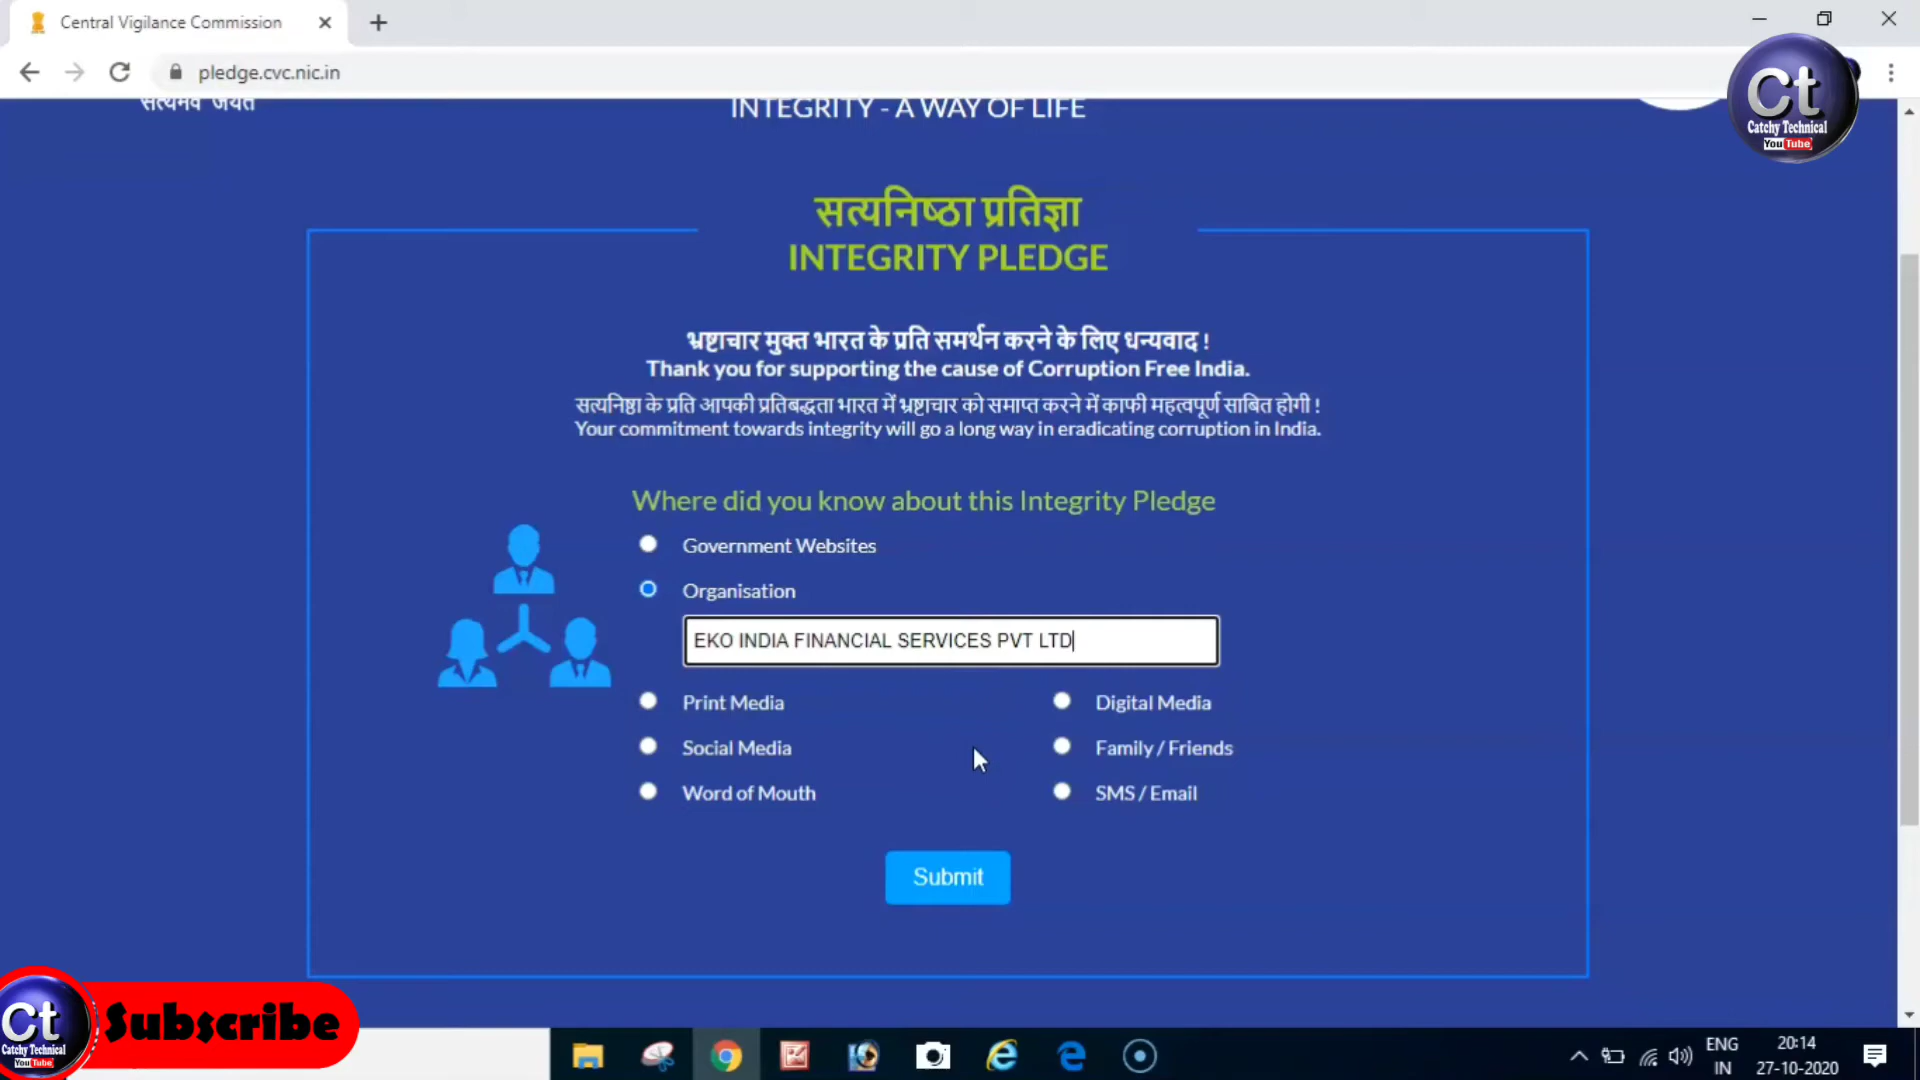 Central Vigilance Commission
pledge.cvc.nic.in
Ct
Catchy Technical
YouTube
सत्यमेव जयते
INTEGRITY - A WAY OF LIFE
सत्यनिष्ठा प्रतिज्ञा
INTEGRITY PLEDGE
भ्रष्टाचार मुक्त भारत के प्रति समर्थन करने के लिए धन्यवाद !
Thank you for supporting the cause of Corruption Free India.
सत्यनिष्ठा के प्रति आपकी प्रतिबद्धता भारत में भ्रष्टाचार को समाप्त करने में काफी महत्वपूर्ण साबित होगी !
Your commitment towards integrity will go a long way in eradicating corruption in India.
Where did you know about this Integrity Pledge
Government Websites
Organisation
EKO INDIA FINANCIAL SERVICES PVT LTD
Print Media
Digital Media
Social Media
Family / Friends
Word of Mouth
SMS / Email
Submit
Ct
Catchy Technical
YouTube
Subscribe
ENG
IN
20:14
27-10-2020